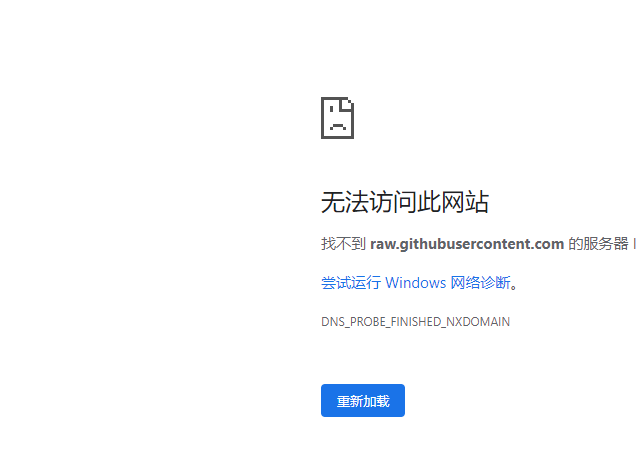 无法访问此网站
找不到 raw.githubusercontent.com 的服务器 I
尝试运行 Windows 网络诊断。
DNS_PROBE_FINISHED_NXDOMAIN
重新加载